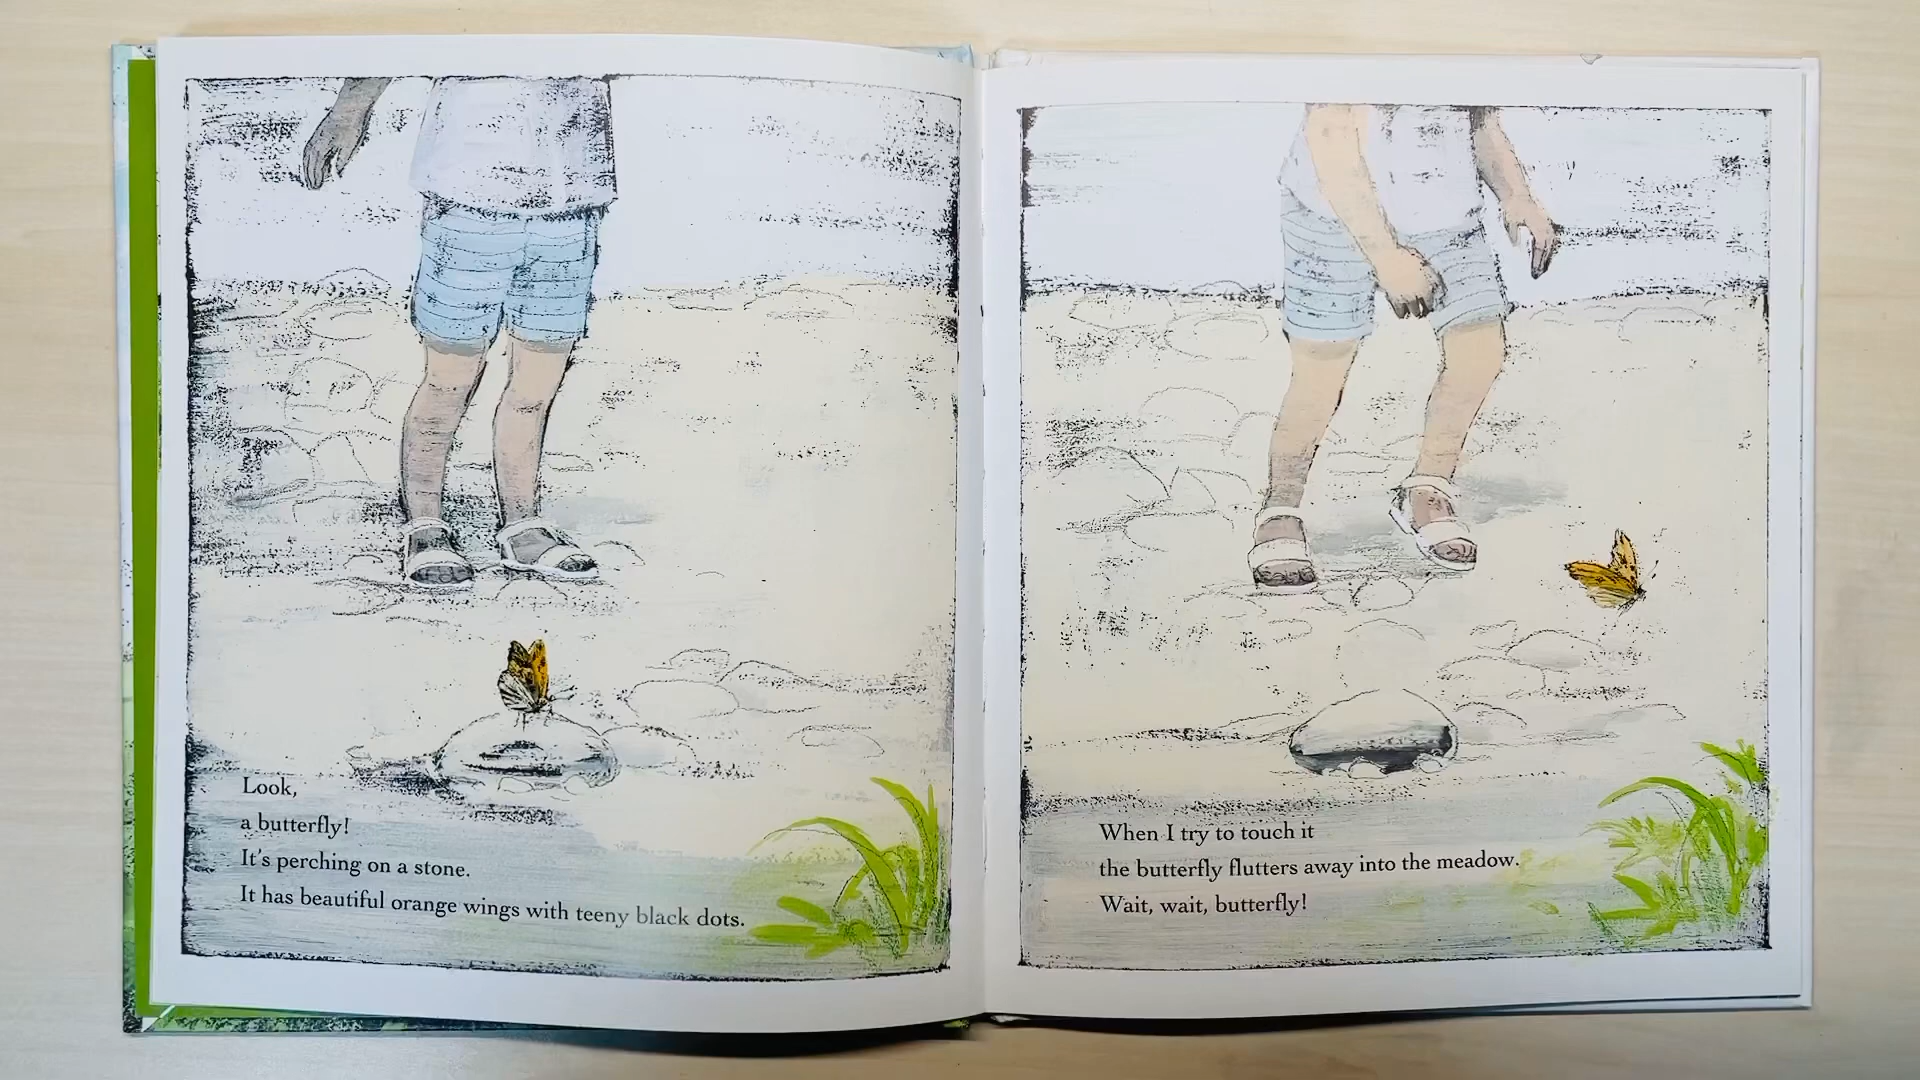 Look,
a butterfly!
It's perching on a stone.
It has beautiful orange wings with teeny black dots.
When I try to touch it
the butterfly flutters away into the meadow.
Wait, wait, butterfly!